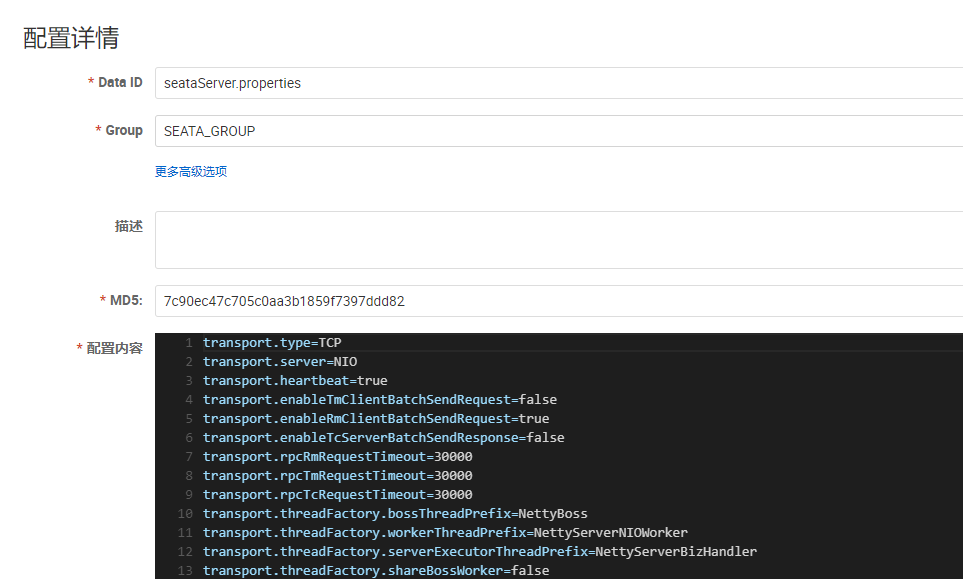 配置详情
* Data ID
seataServer.properties
* Group
SEATA_GROUP
更多高级选项
描述
* MD5:
7c90ec47c705c0aa3b1859f7397ddd82
* 配置内容
1 transport.type=TCP
2 transport.server=NIO
3 transport.heartbeat=true
4 transport.enableTmClientBatchSendRequest=false
5 transport.enableRmClientBatchSendRequest=true
6 transport.enableTcServerBatchSendResponse=false
7 transport.rpcRmRequestTimeout=30000
8 transport.rpcTmRequestTimeout=30000
9 transport.rpcTcRequestTimeout=30000
10 transport.threadFactory.bossThreadPrefix=NettyBoss
11 transport.threadFactory.workerThreadPrefix=NettyServerNIOWorker
12 transport.threadFactory.serverExecutorThreadPrefix=NettyServerBizHandler
13 transport.threadFactory.shareBossWorker=false